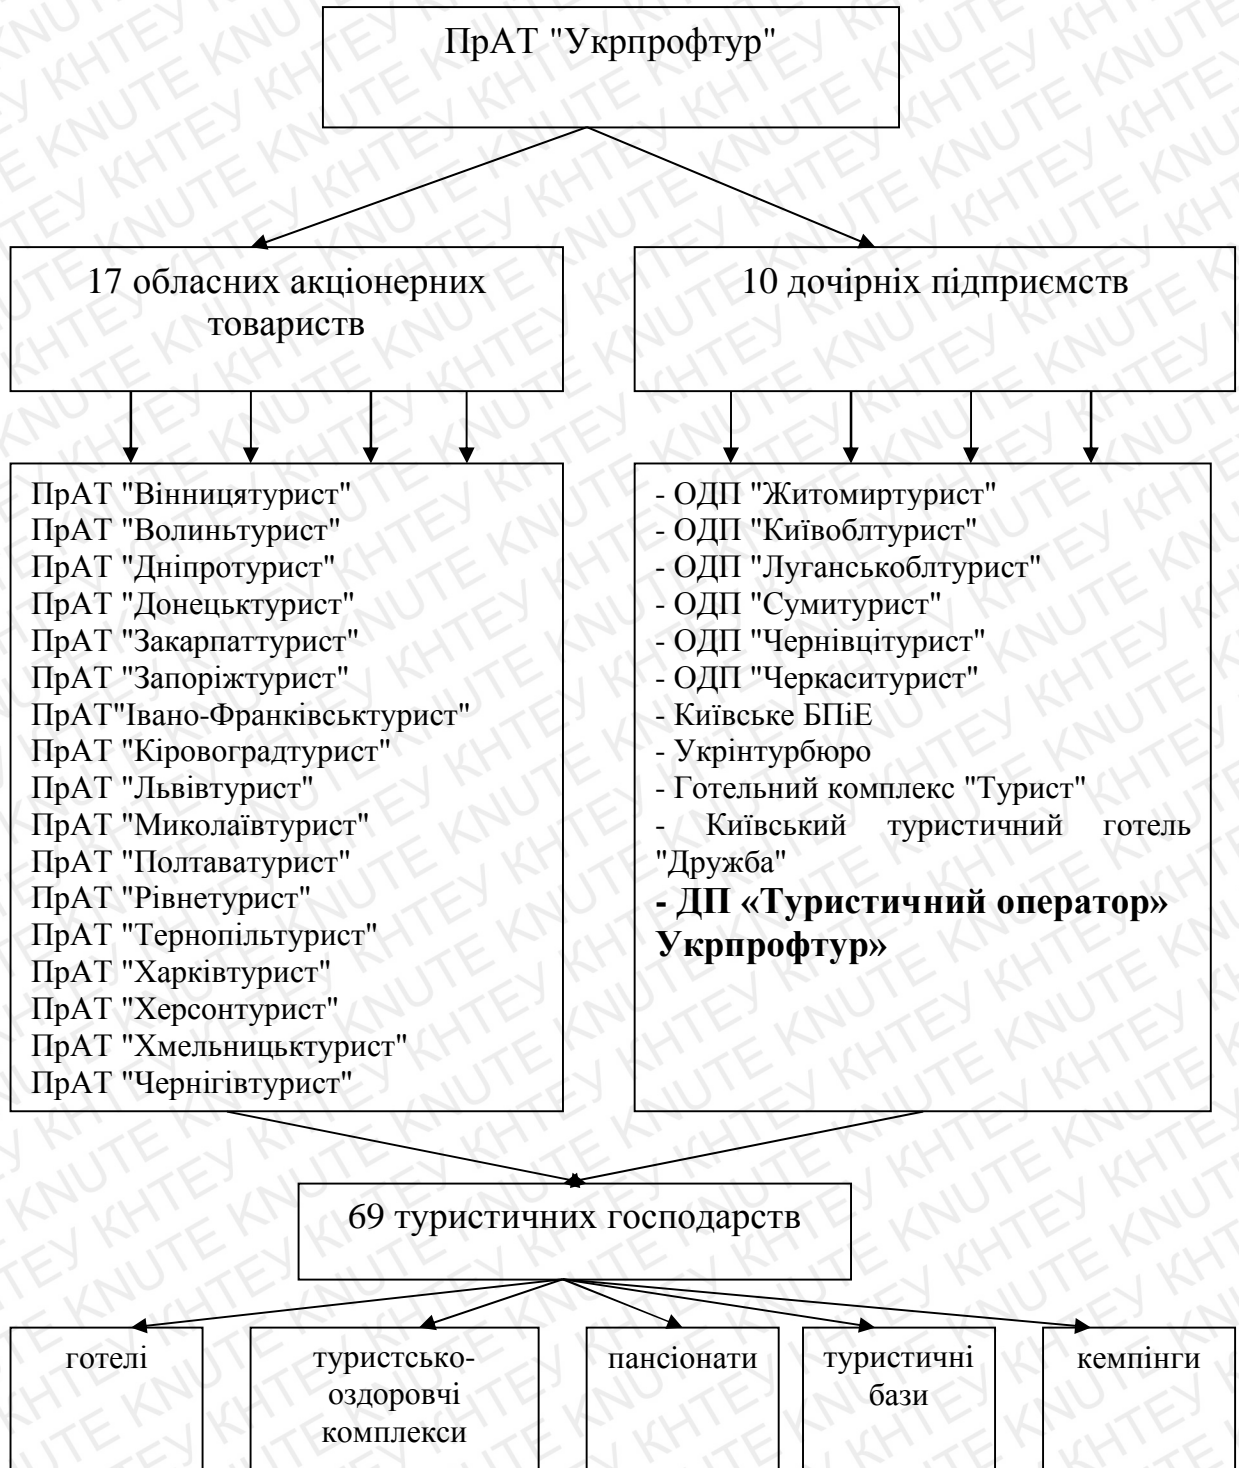 ПрАТ "Укрпрофтур"
17 обласних акціонерних
товариств
10 дочірніх підприємств
ПрАТ "Вінницятурист"
ПрАТ "Волиньтурист"
ПрАТ "Дніпротурист"
ПрАТ "Донецьктурист"
ПрАТ "Закарпаттурист"
ПрАТ "Запоріжтурист"
ПрАТ"Івано-Франківськтурист"
ПрАТ "Кіровоградтурист"
ПрАТ "Львівтурист"
ПрАТ "Миколаївтурист"
ПрАТ "Полтаватурист"
ПрАТ "Рівнетурист"
ПрАТ "Тернопільтурист"
ПрАТ "Харківтурист"
ПрАТ "Херсонтурист"
ПрАТ "Хмельницьктурист"
ПрАТ "Чернігівтурист"
- ОДП "Житомиртурист"
- ОДП "Київоблтурист"
- ОДП "Луганськоблтурист"
- ОДП "Сумитурист"
- ОДП "Чернівцітурист"
- ОДП "Черкаситурист"
- Київське БПіЕ
- Укрінтурбюро
- Готельний комплекс "Турист"
- Київський туристичний готель
"Дружба"
- ДП «Туристичний оператор»
Укрпрофтур»
69 туристичних господарств
готелі
туристсько-
оздоровчі
комплекси
пансіонати
туристичні
бази
кемпінги